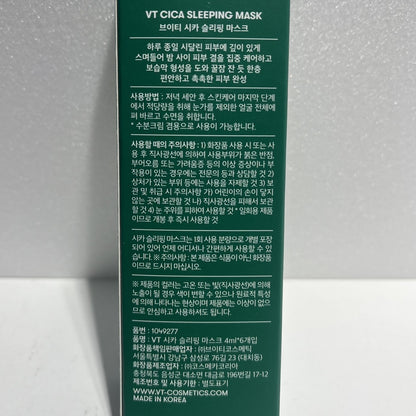 VT CICA SLEEPING MASK
브이티 시카 슬리핑 마스크
하루 종일 시달린 피부에 깊이 있게
스며들어 밤 사이 피부 결을 집중 케어하고
보습막 형성을 도와 꿀잠 잔 듯 한층
편안하고 촉촉한 피부 완성
사용방법 : 저녁 세안 후 스킨케어 마지막 단계
에서 적당량을 취해 눈가를 제외한 얼굴 전체에
펴 바르고 수면을 취합니다.
* 수분크림 겸용으로 사용이 가능합니다.
사용할 때의 주의사항 : 1) 화장품 사용 시 또는 사
용 후 직사광선에 의하여 사용부위가 붉은 반점,
부어오름 또는 가려움증 등의 이상 증상이나 부
작용이 있는 경우에는 전문의 등과 상담할 것 2)
상처가 있는 부위 등에는 사용을 자제할 것 3) 보
관 및 취급 시 주의사항 가) 어린이의 손이 닿지
않는 곳에 보관할 것 나) 직사광선을 피해서 보관
할 것 4) 눈 주위를 피하여 사용할 것 * 일회용 제품
이므로 개봉 후 즉시 사용할 것
시카 슬리핑 마스크는 1회 사용 분량으로 개별 포장
되어 있어 언제 어디서나 간편하게 사용할 수 있습
니다. ※ 주의사항 : 본 제품은 식품이 아닌 화장품
이므로 드시지 마십시오.
※ 제품의 컬러는 고온 또는 빛(직사광선)에 의해
노출이 될 경우 색이 변할 수 있으나 원료적 특성
에 의해 나타나는 현상이며 제품에는 이상이 없으
므로 안심하고 사용하셔도 됩니다.
품번 : 1049277
품명 : VT 시카 슬리핑 마스크 4ml*6개입
화장품책임판매업자 : ㈜브이티코스메틱
서울특별시 강남구 삼성로 76길 23 (대치동)
화장품제조업자 : ㈜코스메카코리아
충청북도 음성군 대소면 대금로 196번길 17-12
제조번호 및 사용기한 : 별도표기
WWW.VT-COSMETICS.COM
MADE IN KOREA